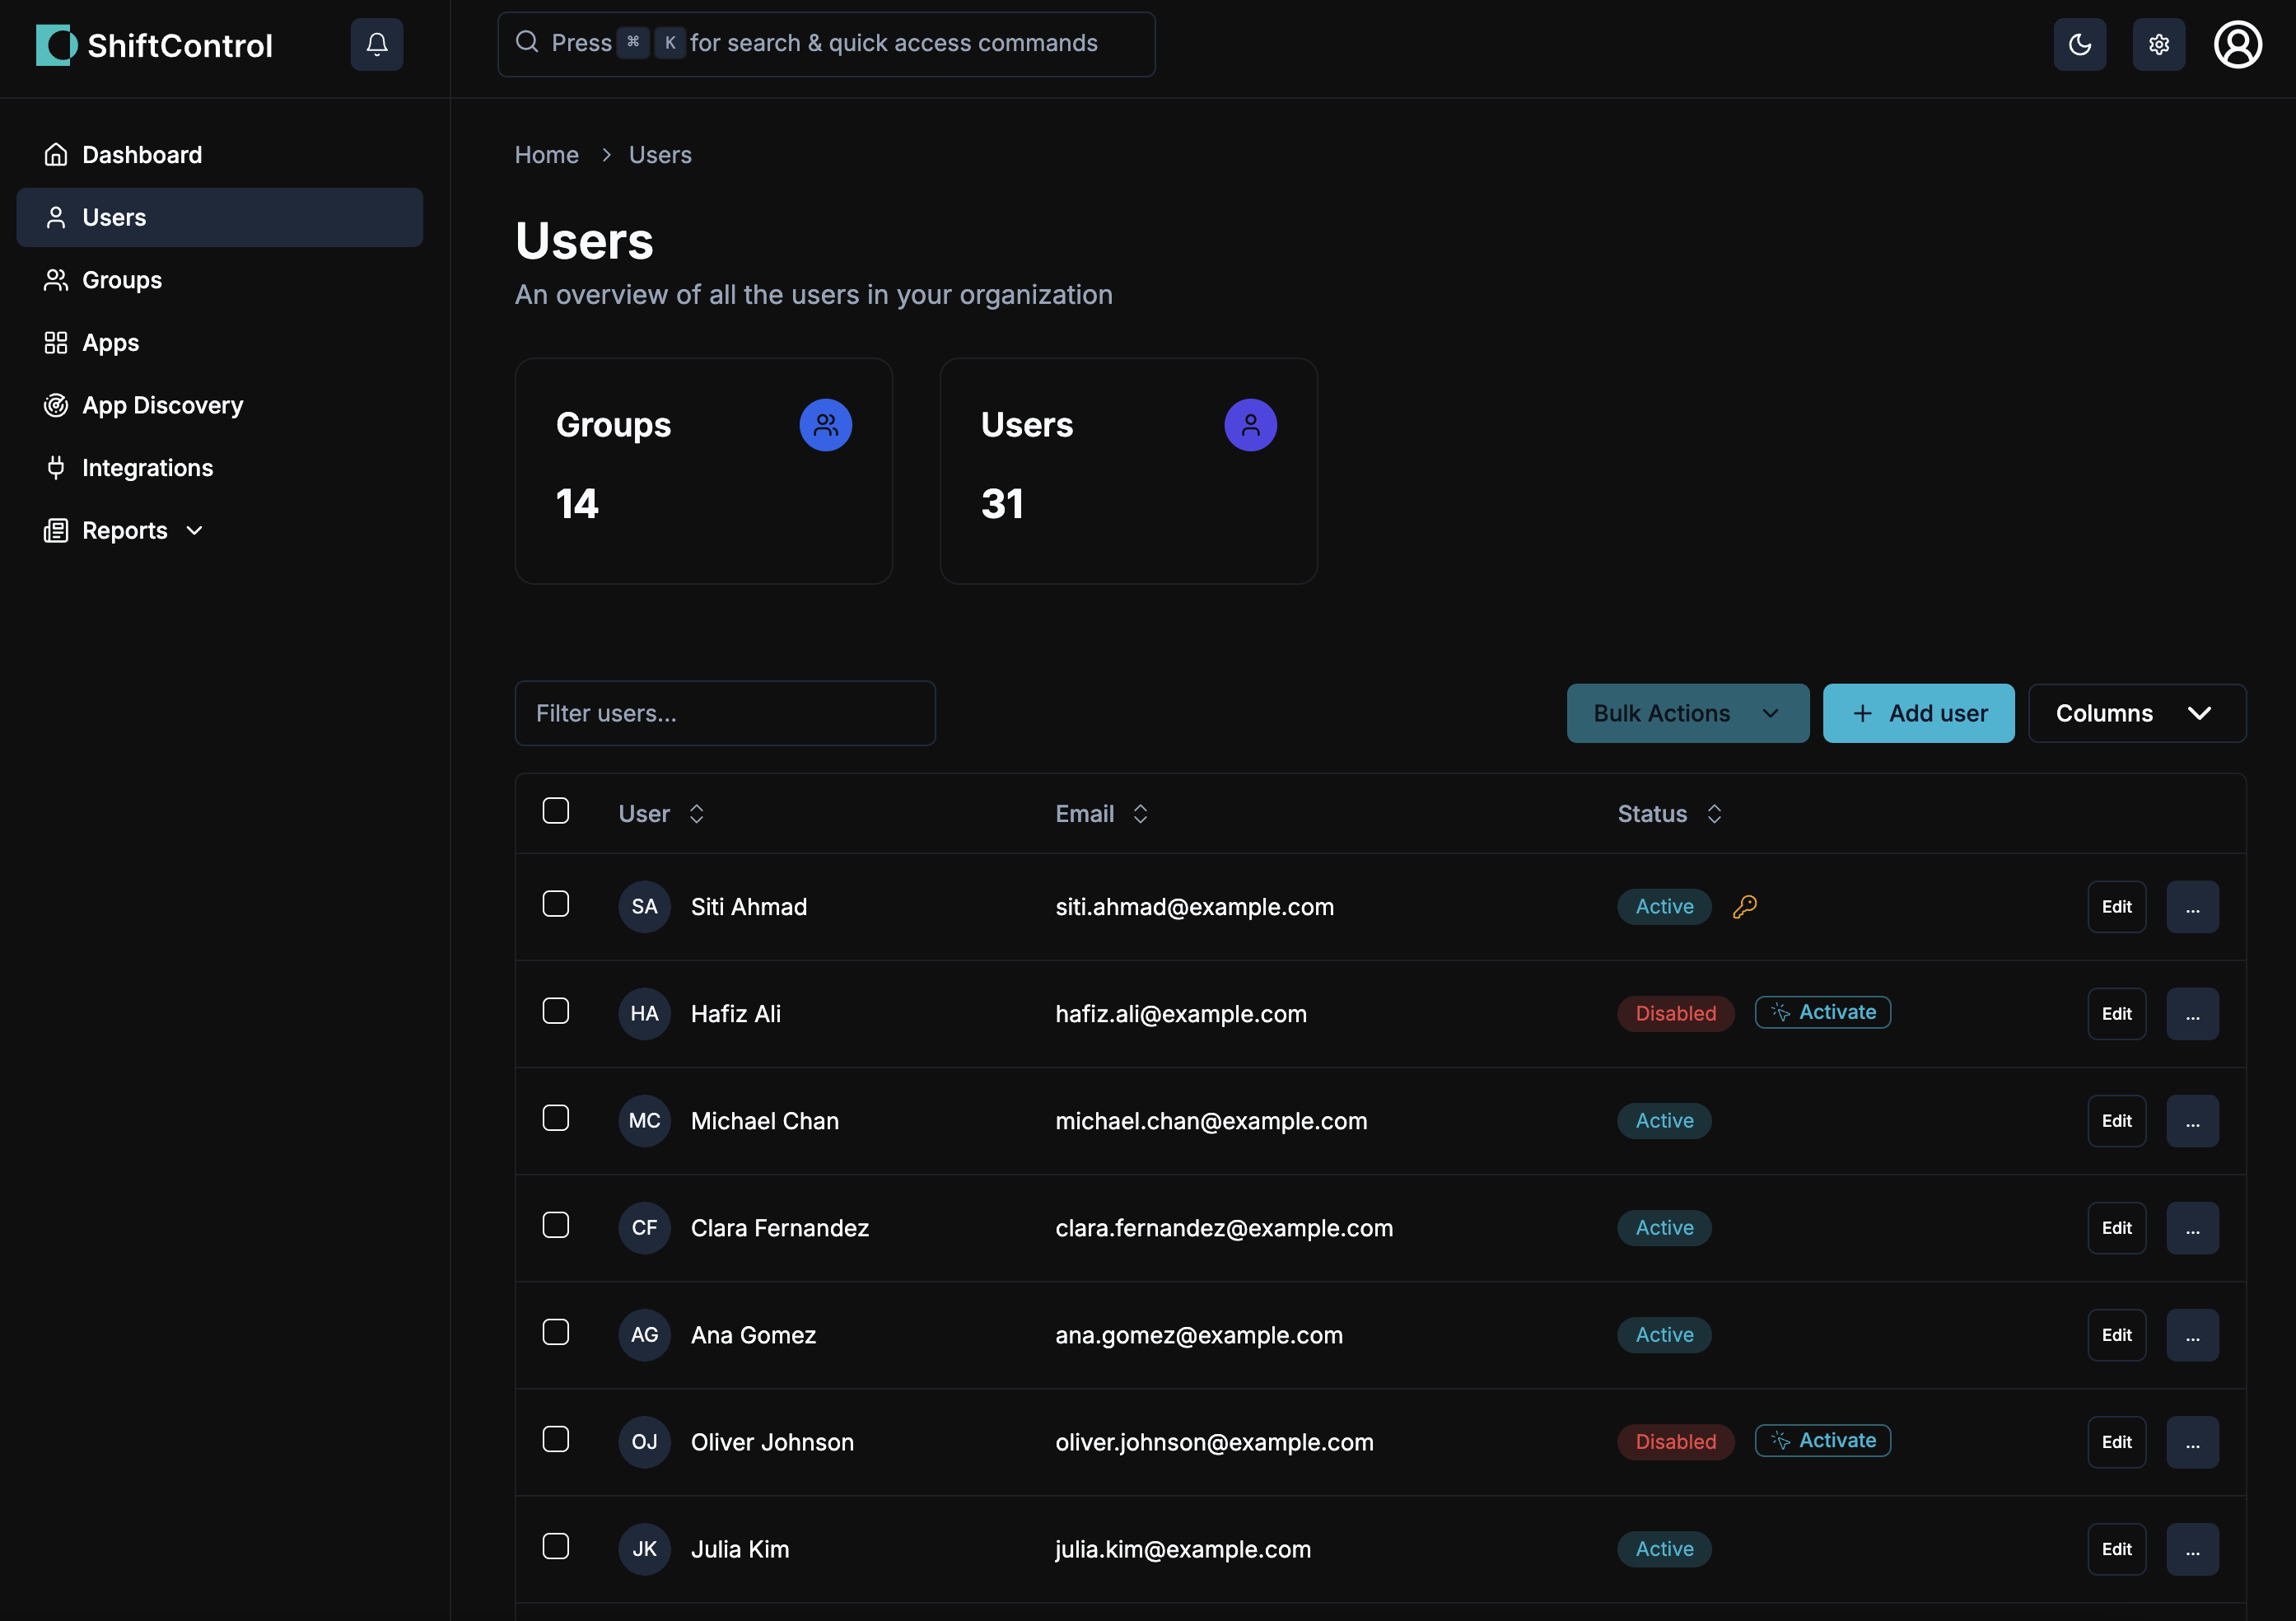 ShiftControl
Press ⌘ K for search & quick access commands
Dashboard
Users
Groups
Apps
App Discovery
Integrations
Reports
Home > Users
Users
An overview of all the users in your organization
Groups
14
Users
31
Filter users...
Bulk Actions
+ Add user
Columns
User Email Status
SA Siti Ahmad siti.ahmad@example.com Active Edit ...
HA Hafiz Ali hafiz.ali@example.com Disabled Activate Edit ...
MC Michael Chan michael.chan@example.com Active Edit ...
CF Clara Fernandez clara.fernandez@example.com Active Edit ...
AG Ana Gomez ana.gomez@example.com Active Edit ...
OJ Oliver Johnson oliver.johnson@example.com Disabled Activate Edit ...
JK Julia Kim julia.kim@example.com Active Edit ...